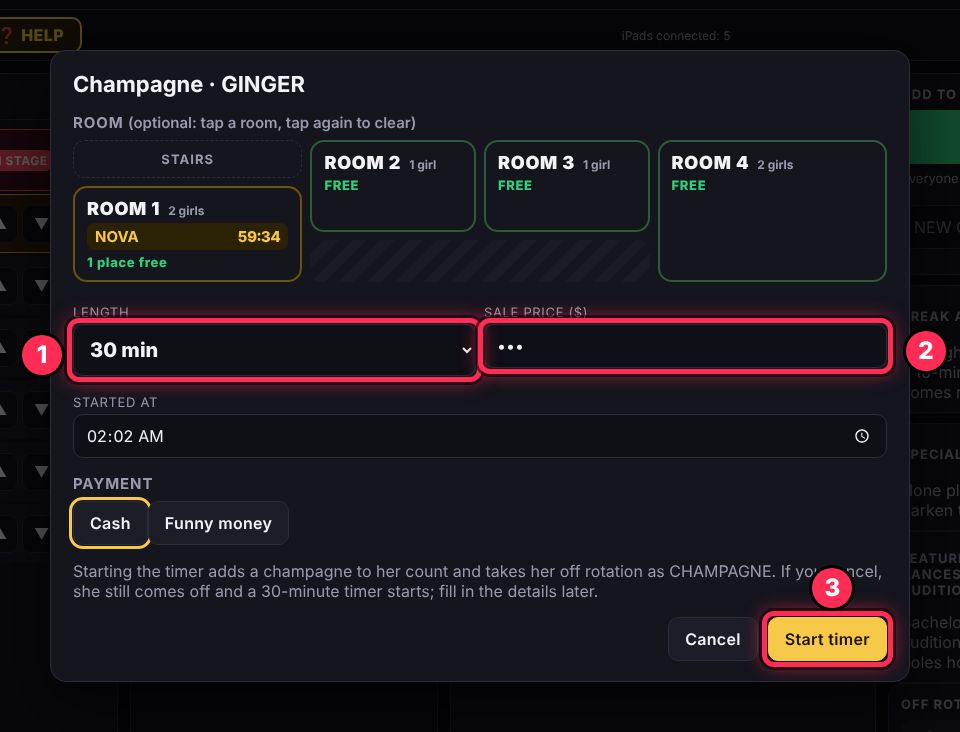 ❓ HELP
iPads connected: 5
Champagne · GINGER
ROOM (optional: tap a room, tap again to clear)
STAIRS
ROOM 1 2 girls
NOVA 59:34
1 place free
ROOM 2 1 girl
FREE
ROOM 3 1 girl
FREE
ROOM 4 2 girls
FREE
LENGTH
30 min
SALE PRICE ($)
•••
1
2
STARTED AT
02:02 AM
PAYMENT
Cash
Funny money
Starting the timer adds a champagne to her count and takes her off rotation as CHAMPAGNE. If
she still comes off and a 30-minute timer starts; fill in the details later.
3
Cancel
Start timer
STAGE
TO
NEW
OFF